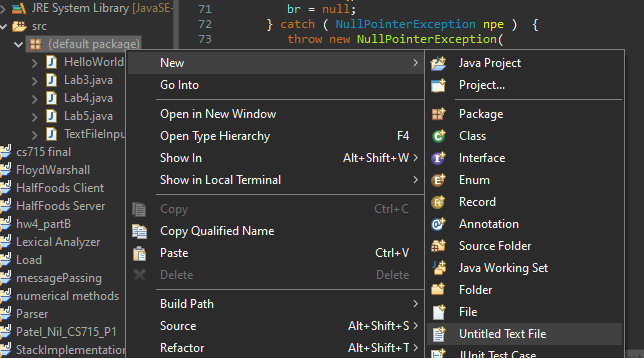 JRE System Library [JavaSE-
src
(default package)
HelloWorld
Lab3.java
Lab4.java
Lab5.java
TextFileInpu
cs715 final
FloydWarshall
HalfFoods Client
HalfFoods Server
hw4_partB
Lexical Analyzer
Load
messagePassing
numerical methods
Parser
Patel_Nil_CS715_P1
StackImplementation
71 br = null;
72 } catch ( NullPointerException npe ) {
73 throw new NullPointerException(
New
Go Into
Open in New Window
Open Type Hierarchy F4
Show In Alt+Shift+W
Show in Local Terminal
Copy Ctrl+C
Copy Qualified Name
Paste Ctrl+V
Delete Delete
Build Path
Source Alt+Shift+S
Refactor Alt+Shift+T
Java Project
Project...
Package
Class
Interface
Enum
Record
Annotation
Source Folder
Java Working Set
Folder
File
Untitled Text File
JUnit Test Case